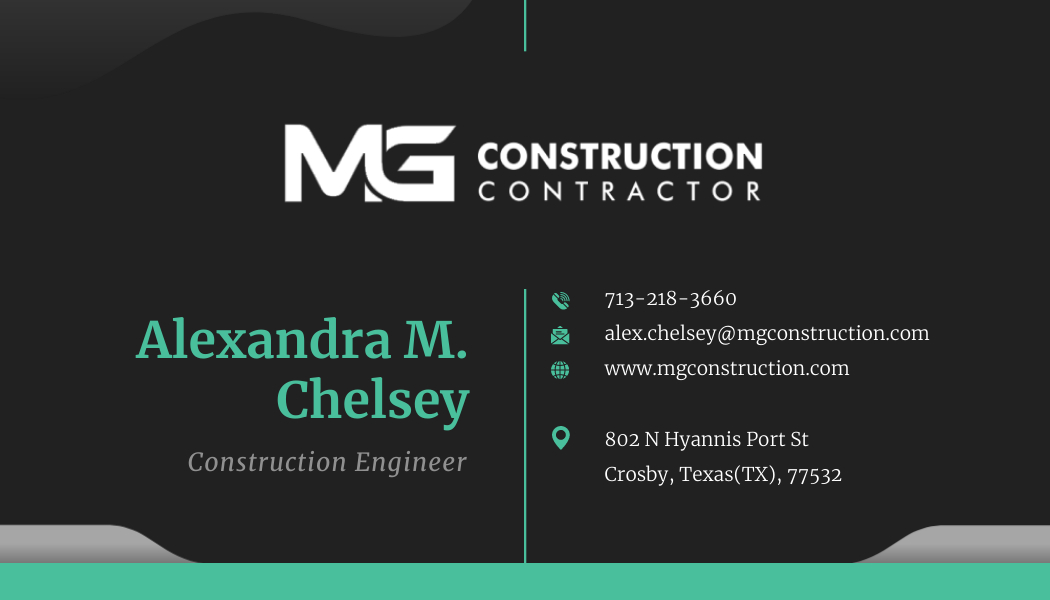 MG CONSTRUCTION
CONTRACTOR
Alexandra M.
Chelsey
Construction Engineer
713-218-3660
alex.chelsey@mgconstruction.com
www.mgconstruction.com
802 N Hyannis Port St
Crosby, Texas(TX), 77532